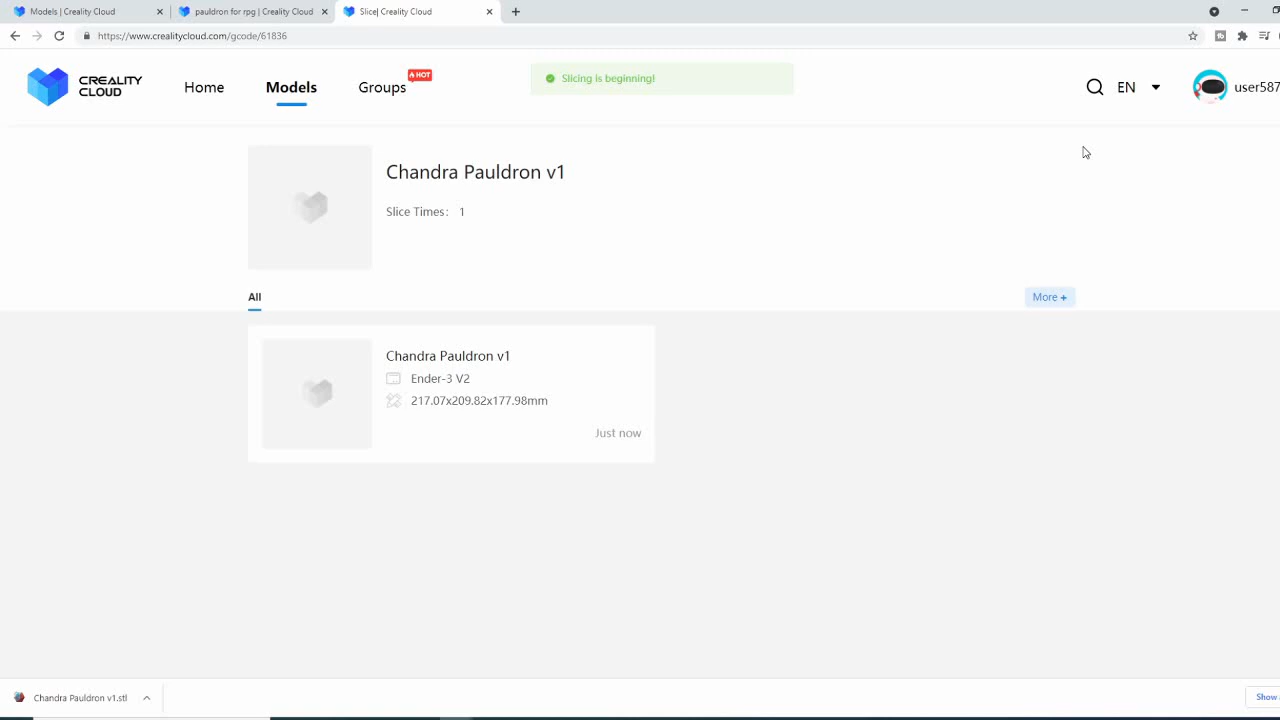 Models | Creality Cloud
pauldron for rpg | Creality Cloud
Slice| Creality Cloud
https://www.crealitycloud.com/gcode/61836
CREALITY
CLOUD
Home
Models
Groups
HOT
Slicing is beginning!
EN
user587
Chandra Pauldron v1
Slice Times: 1
All
More +
Chandra Pauldron v1
Ender-3 V2
217.07x209.82x177.98mm
Just now
Chandra Pauldron v1.stl
Show